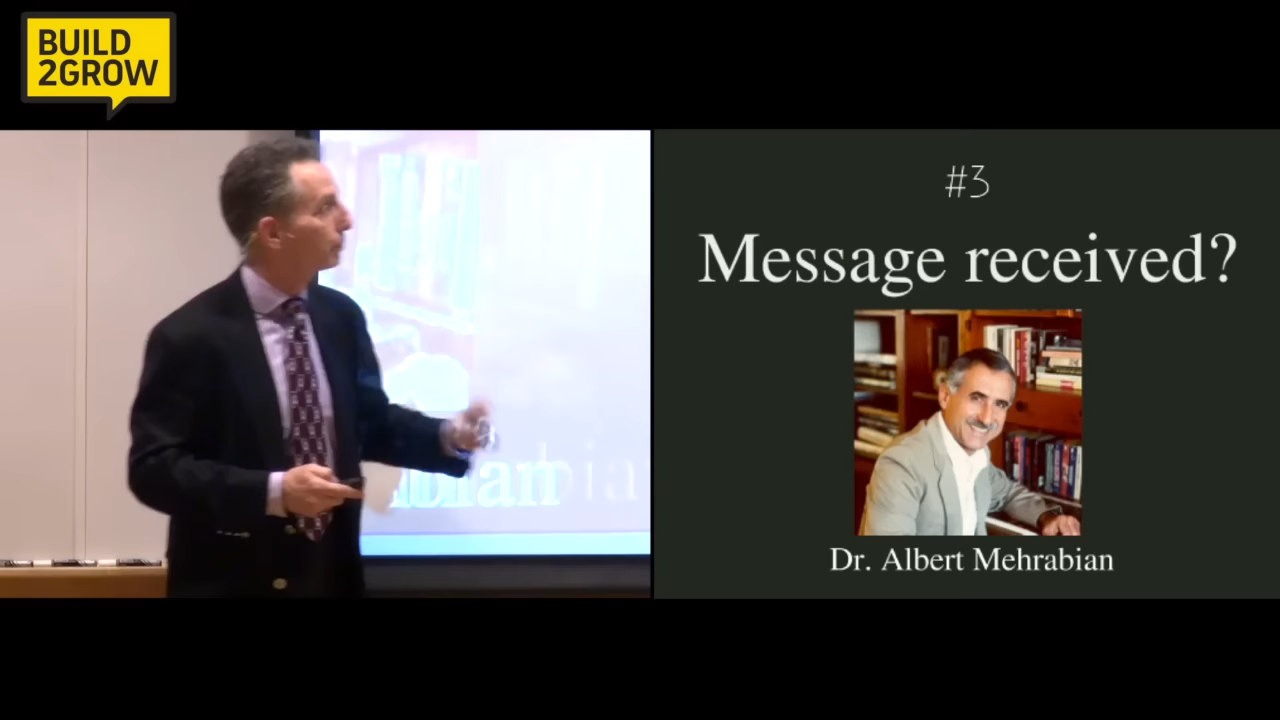 BUILD
2GROW
#3
Message received?
Dr. Albert Mehrabian